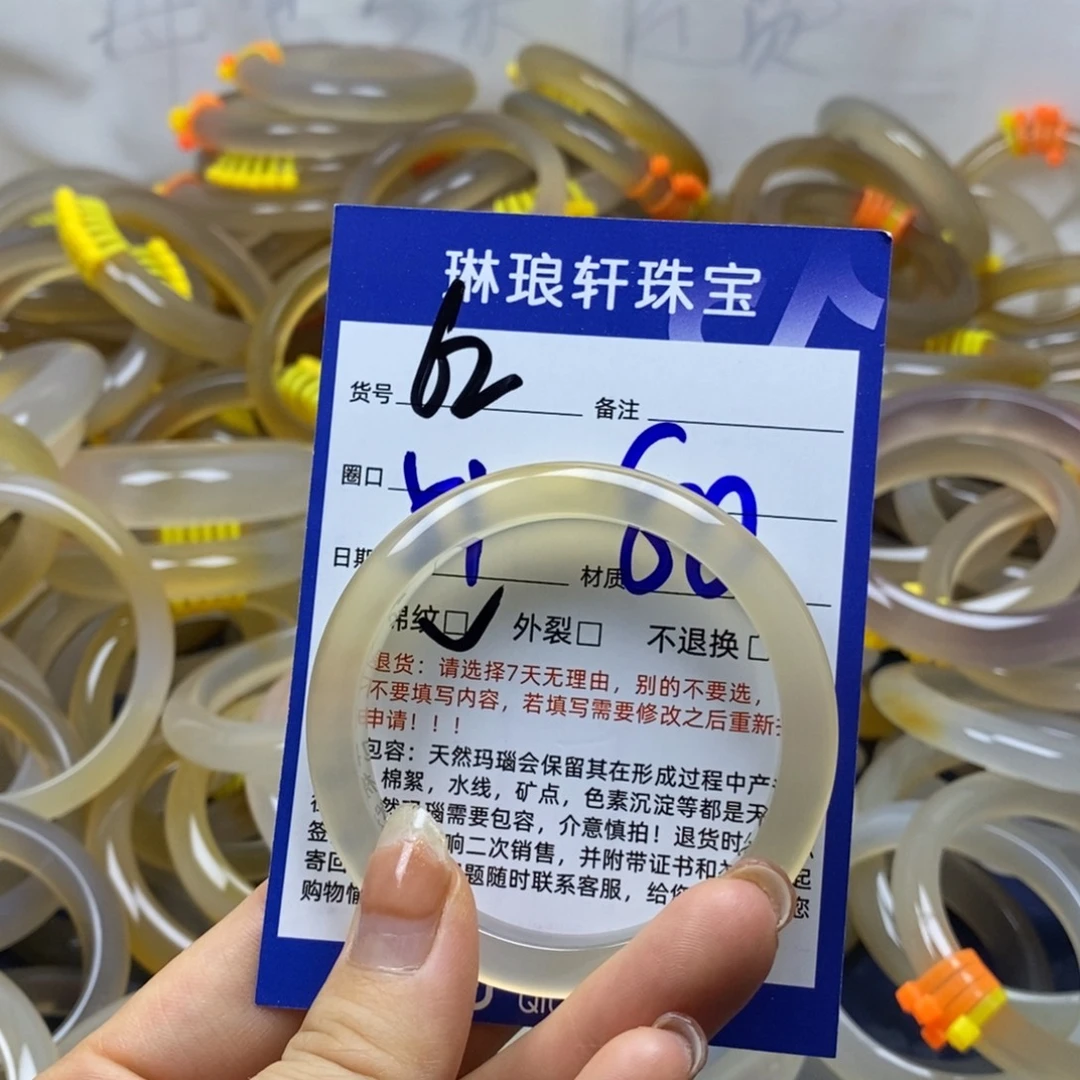 琳琅轩珠宝
货号 62 备注
圈口
60
日期 材质
棉纹□ 外裂□ 不退换
退货：请选择7天无理由，别的不要选，
不要填写内容，若填写需要修改之后重新
申请！！！
包容：天然玛瑙会保留其在形成过程中产
棉絮，水线，矿点，色素沉淀等都是天
然玛瑙需要包容，介意慎拍！退货时
响二次销售，并附带证书和 起
寄回 题随时联系客服，给您 您
购物愉